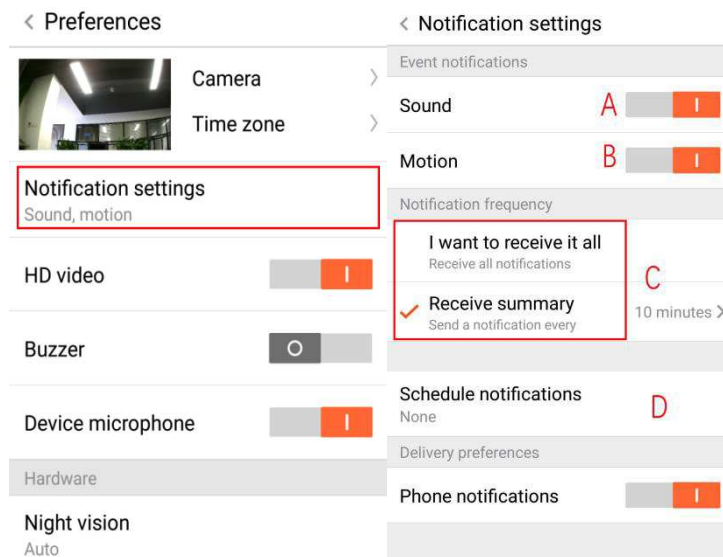 < Preferences
Camera >
Time zone >
Notification settings
Sound, motion
HD video I
Buzzer O
Device microphone I
Hardware
Night vision
Auto
< Notification settings
Event notifications
Sound A I
Motion B I
Notification frequency
I want to receive it all
Receive all notifications
C
Receive summary
10 minutes >
Send a notification every
Schedule notifications
None
D
Delivery preferences
Phone notifications I